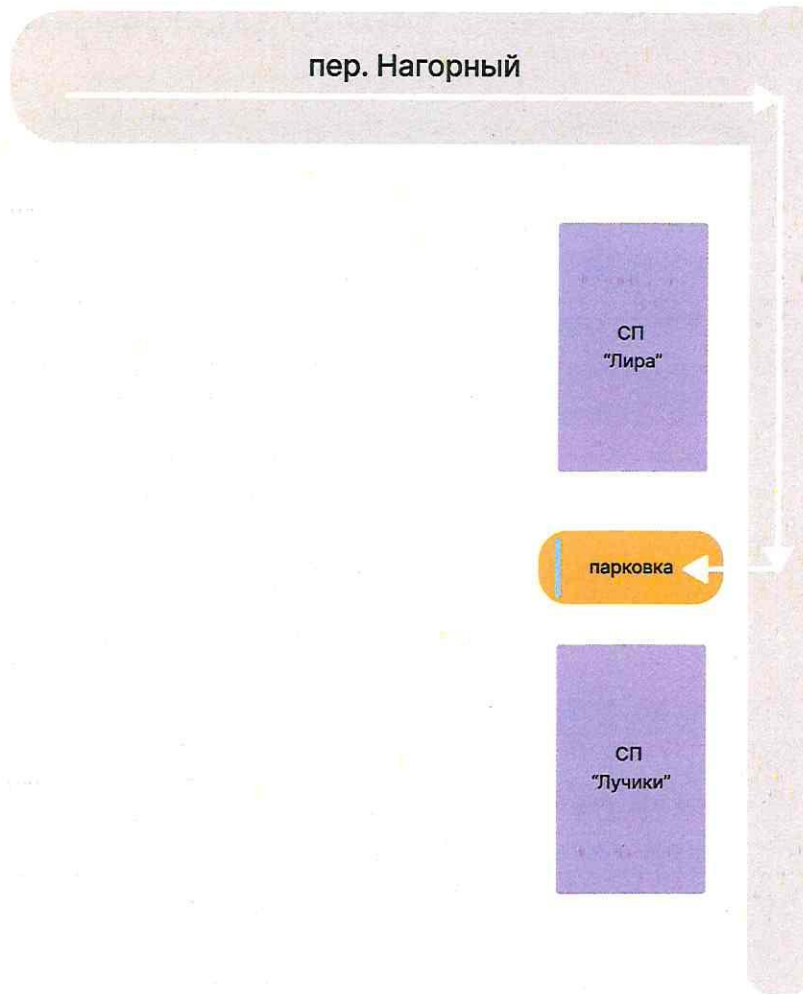 пер. Нагорный
СП
“Лира”
парковка
СП
“Лучики”